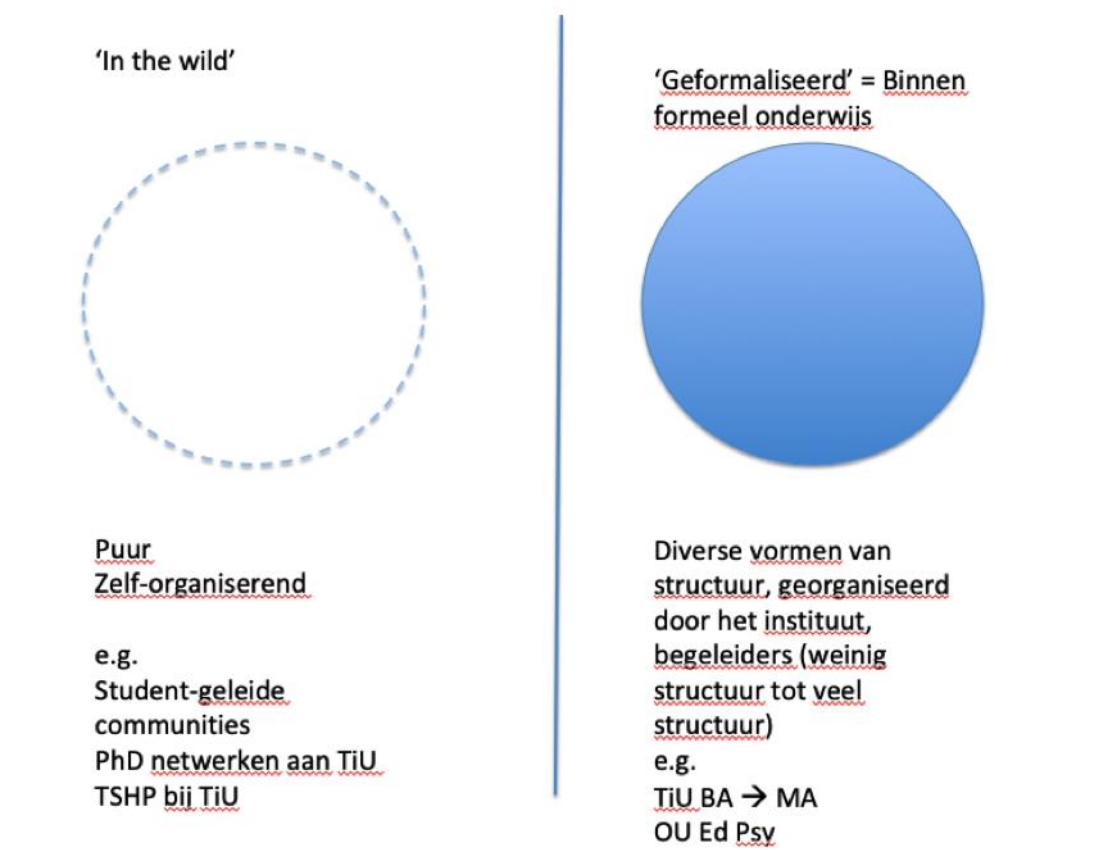 ‘In the wild’
Puur
Zelf-organiserend
e.g.
Student-geleide
communities
PhD netwerken aan TiU
TSHP bij TiU
‘Geformaliseerd’ = Binnen
formeel onderwijs
Diverse vormen van
structuur, georganiseerd
door het instituut,
begeleiders (weinig
structuur tot veel
structuur)
e.g.
TiU BA → MA
OU Ed Psy